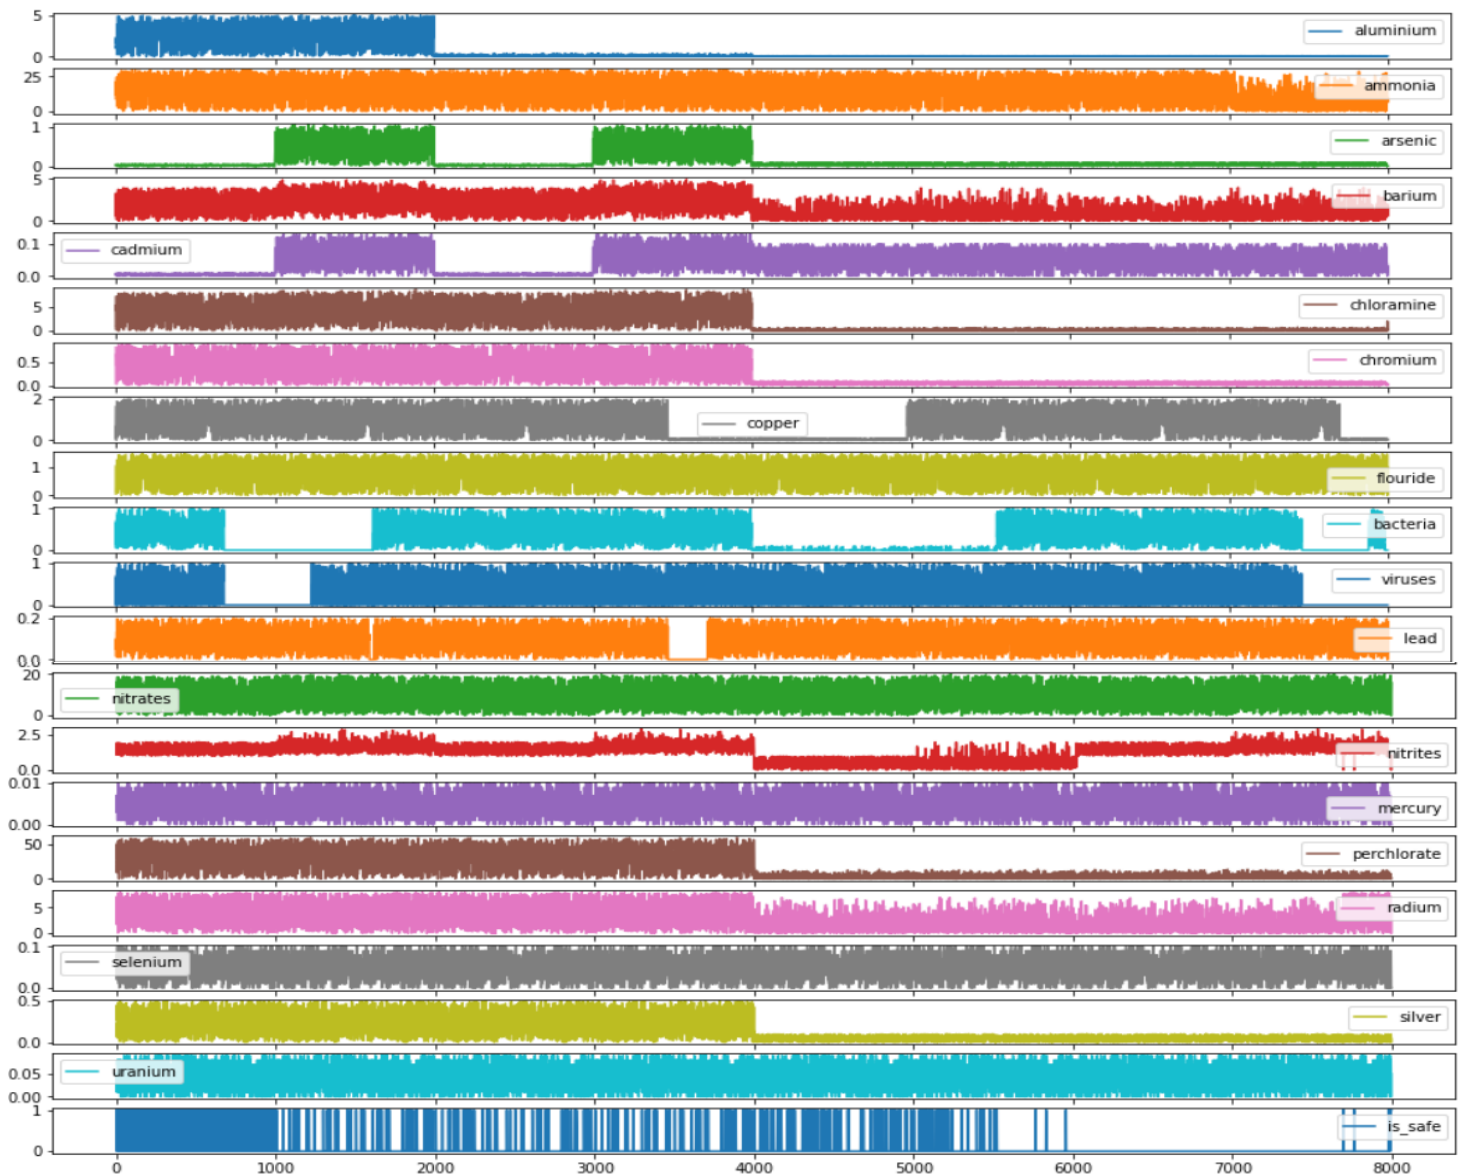 5
0
aluminium
25
0
ammonia
1
0
arsenic
5
0
barium
0.1
0.0
cadmium
5
0
chloramine
0.5
0.0
chromium
2
0
copper
1
0
flouride
1
0
bacteria
1
0
viruses
0.2
0.0
lead
20
0
nitrates
2.5
0.0
nitrites
0.01
0.00
mercury
50
0
perchlorate
5
0
radium
0.1
0.0
selenium
0.5
0.0
silver
0.05
0.00
uranium
1
0
is_safe
0 1000 2000 3000 4000 5000 6000 7000 8000